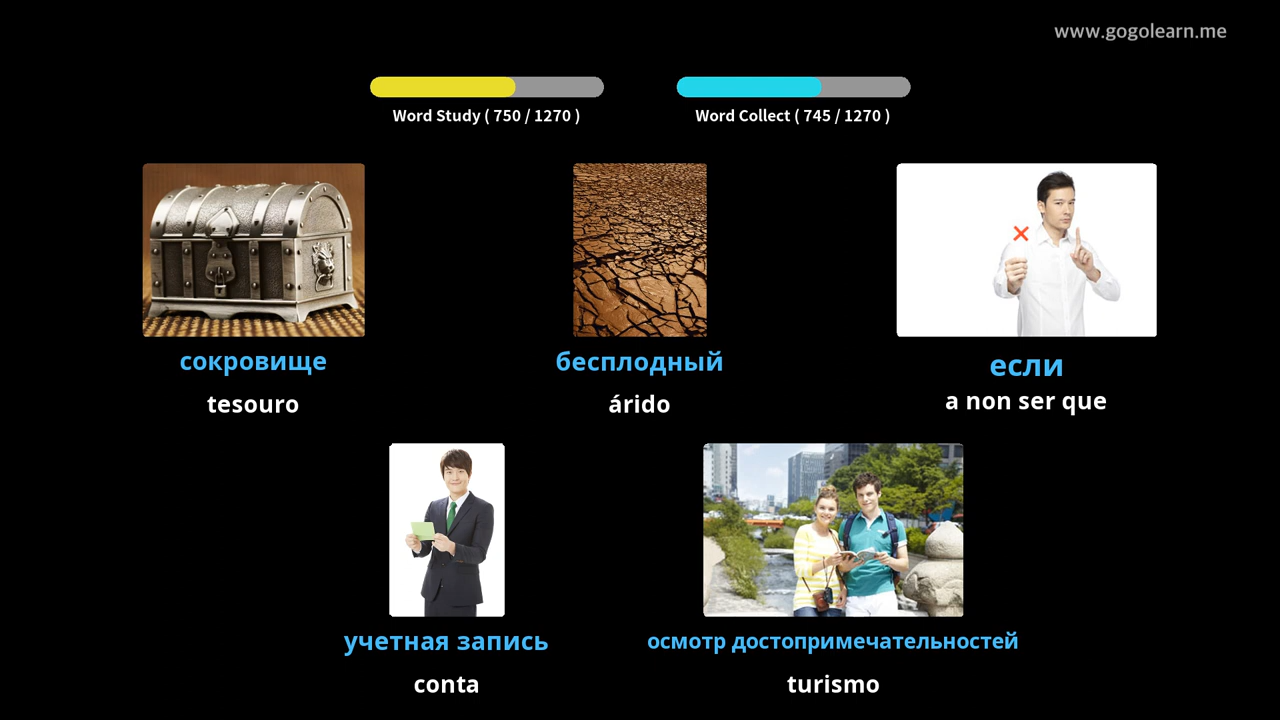 www.gogolearn.me
Word Study ( 750 / 1270 )
Word Collect ( 745 / 1270 )
сокровище
tesouro
бесплодный
árido
если
a non ser que
учетная запись
conta
осмотр достопримечательностей
turismo